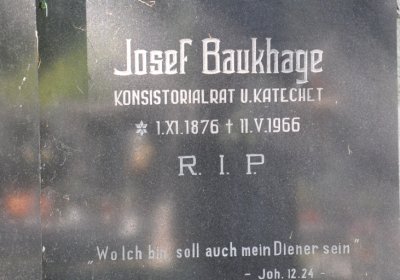 Josef Baukhage
KONSISTORIALRAT U. KATECHET
✡ 1. XI. 1876 † 11. V. 1966
R. I. P.
„Wo Ich bin, soll auch mein Diener sein"
- Joh. 12.24 -